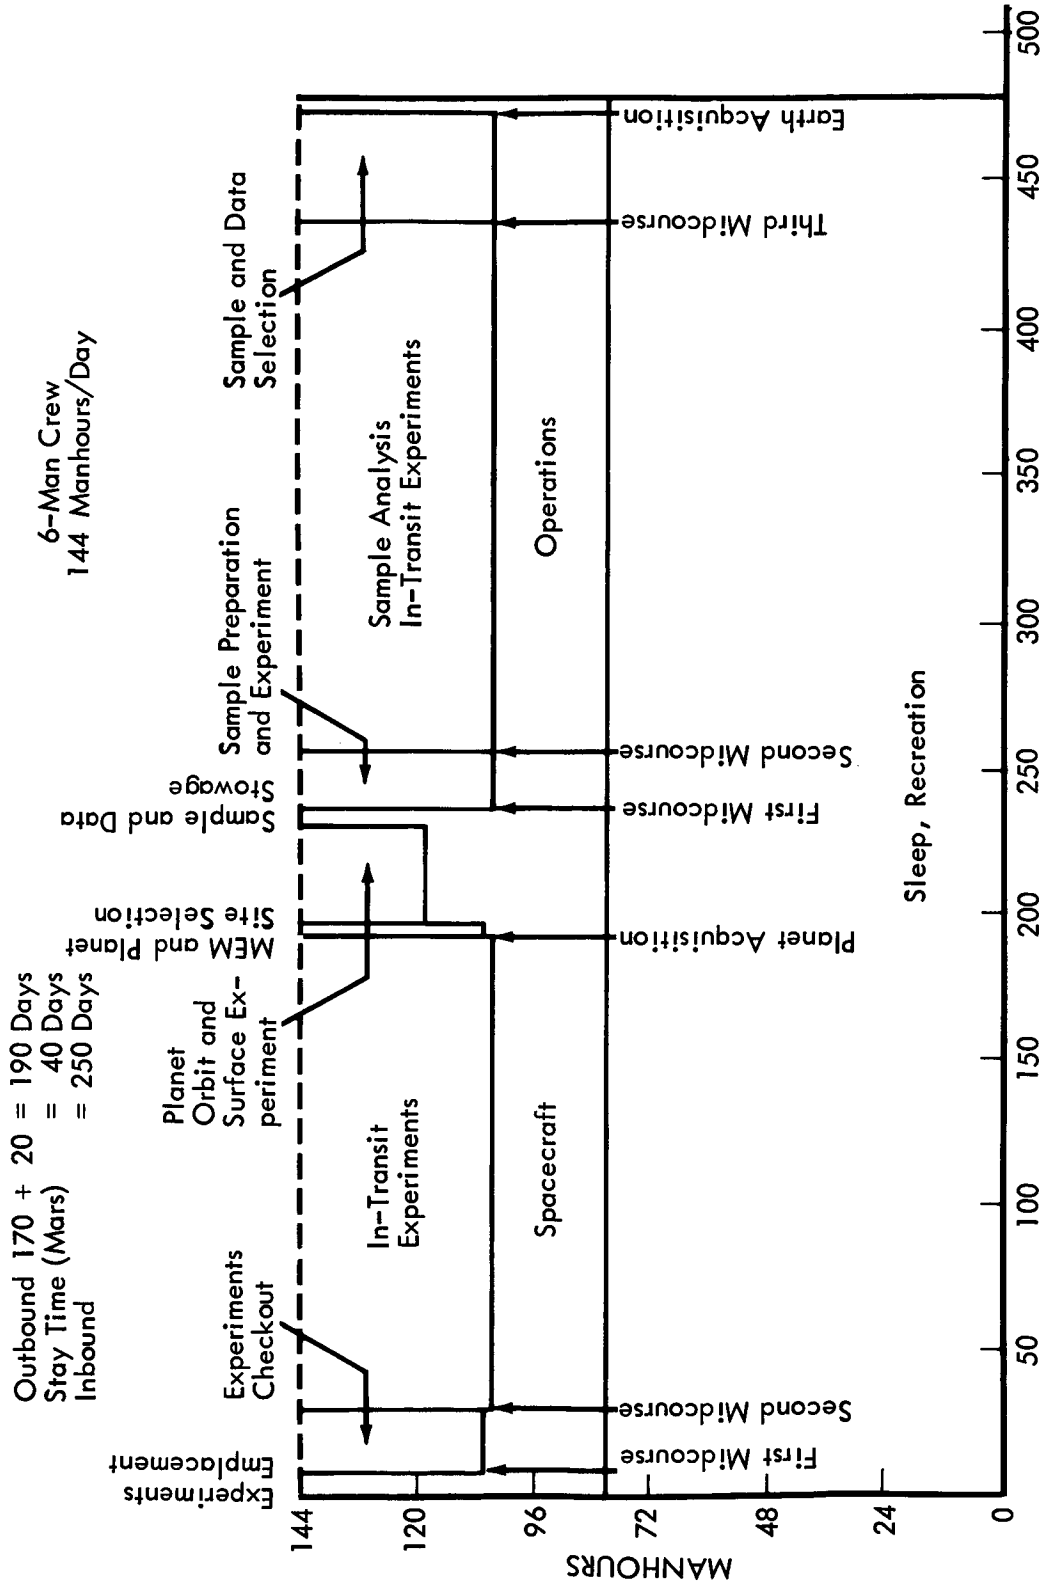 Outbound 170 + 20 = 190 Days
Stay Time (Mars) = 40 Days
Inbound = 250 Days
6-Man Crew
144 Manhours/Day
Experiments
Emplacement
Experiments
Checkout
Planet
Orbit and
Surface Ex-
periment
MEM and Planet
Site Selection
Sample and Data
Stowage
Sample Preparation
and Experiment
Sample and Data
Selection
In-Transit
Experiments
Sample Analysis
In-Transit Experiments
Spacecraft
Operations
First Midcourse
Second Midcourse
Planet Acquisition
First Midcourse
Second Midcourse
Third Midcourse
Earth Acquisition
Sleep, Recreation
MANHOURS
144
120
96
72
48
24
0
50
100
150
200
250
300
350
400
450
500